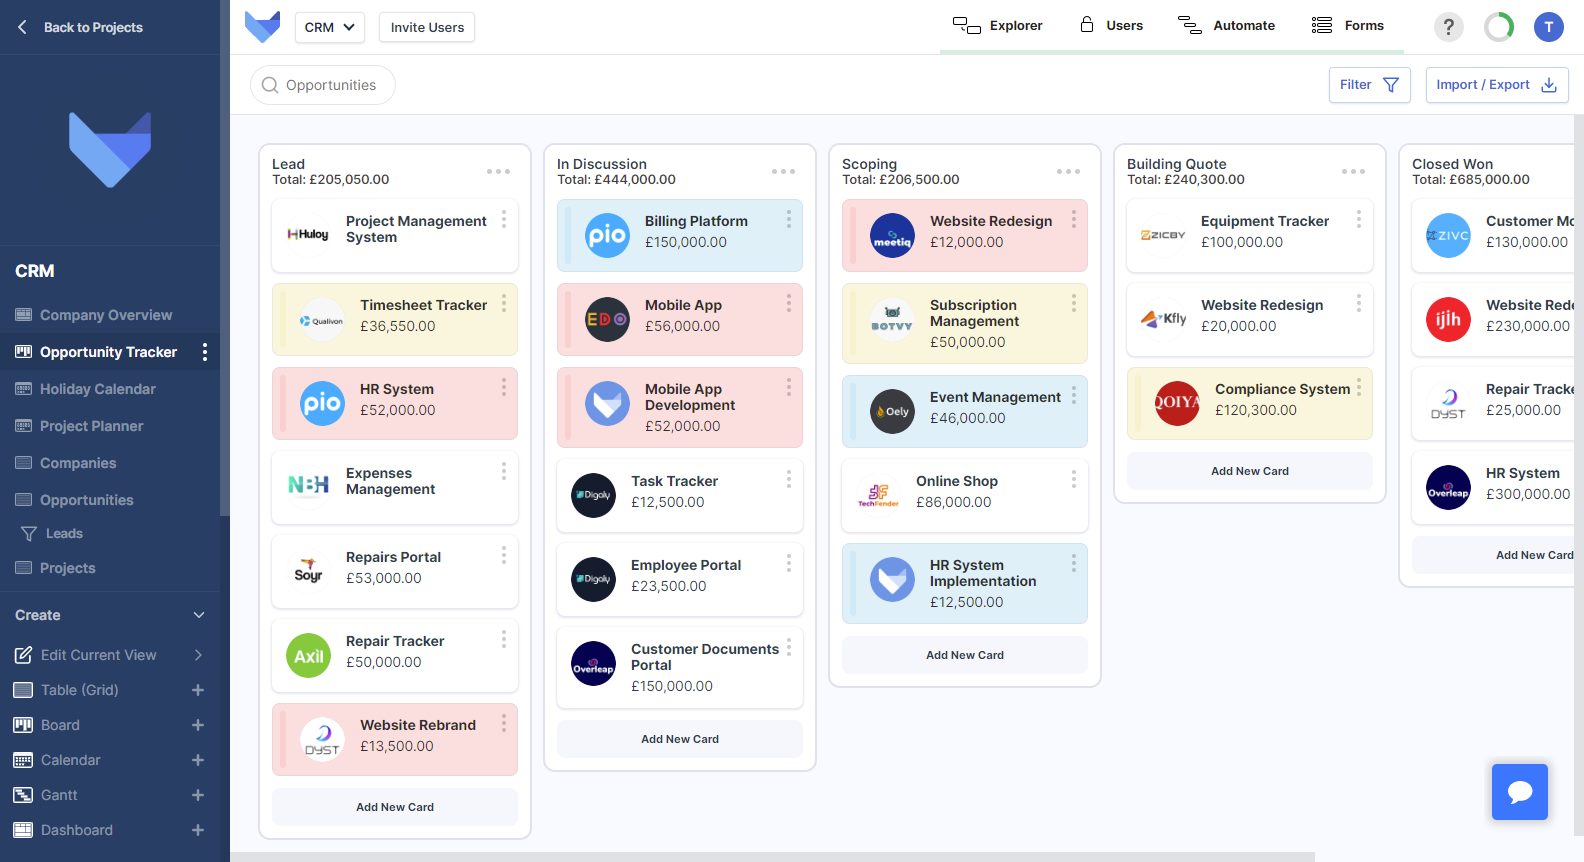 Back to Projects
CRM
Company Overview
Opportunity Tracker
Holiday Calendar
Project Planner
Companies
Opportunities
Leads
Projects
Create
Edit Current View
Table (Grid)
Board
Calendar
Gantt
Dashboard
CRM
Invite Users
Explorer
Users
Automate
Forms
?
T
Opportunities
Filter
Import / Export
Lead
Total: £205,050.00
Huloy
Project Management
System
Qualivon
Timesheet Tracker
£36,550.00
pio
HR System
£52,000.00
NBH
Expenses
Management
Soyr
Repairs Portal
£53,000.00
Axil
Repair Tracker
£50,000.00
DYST
Website Rebrand
£13,500.00
Add New Card
In Discussion
Total: £444,000.00
pio
Billing Platform
£150,000.00
EDO
Mobile App
£56,000.00
Mobile App
Development
£52,000.00
Digaly
Task Tracker
£12,500.00
Digaly
Employee Portal
£23,500.00
Overleap
Customer Documents
Portal
£150,000.00
Add New Card
Scoping
Total: £206,500.00
meetiq
Website Redesign
£12,000.00
BOTVY
Subscription
Management
£50,000.00
Oely
Event Management
£46,000.00
TechFender
Online Shop
£86,000.00
HR System
Implementation
£12,500.00
Add New Card
Building Quote
Total: £240,300.00
ZICBY
Equipment Tracker
£100,000.00
Kfly
Website Redesign
£20,000.00
QOIYA
Compliance System
£120,300.00
Add New Card
Closed Won
Total: £685,000.00
ZIVC
Customer Mo
£130,000.00
ijlh
Website Rede
£230,000.00
DYST
Repair Tracke
£25,000.00
Overleap
HR System
£300,000.00
Add New Card